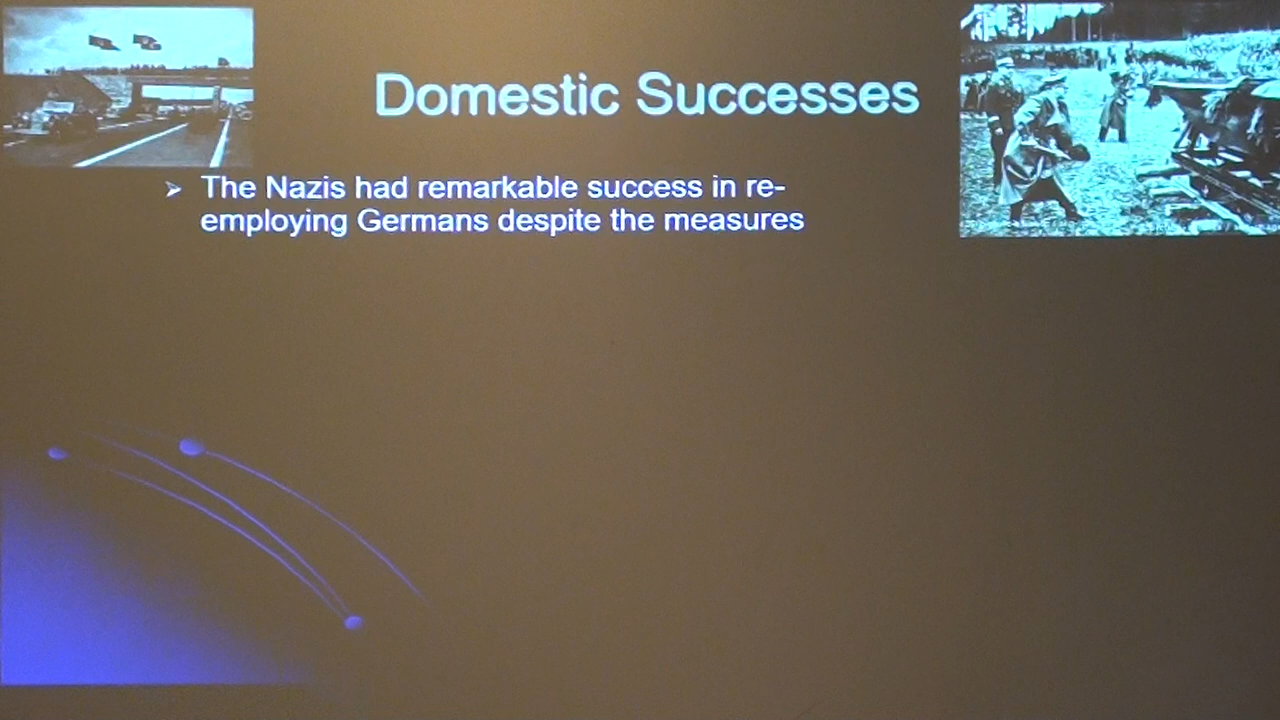 Domestic Successes
➢ The Nazis had remarkable success in re-
employing Germans despite the measures